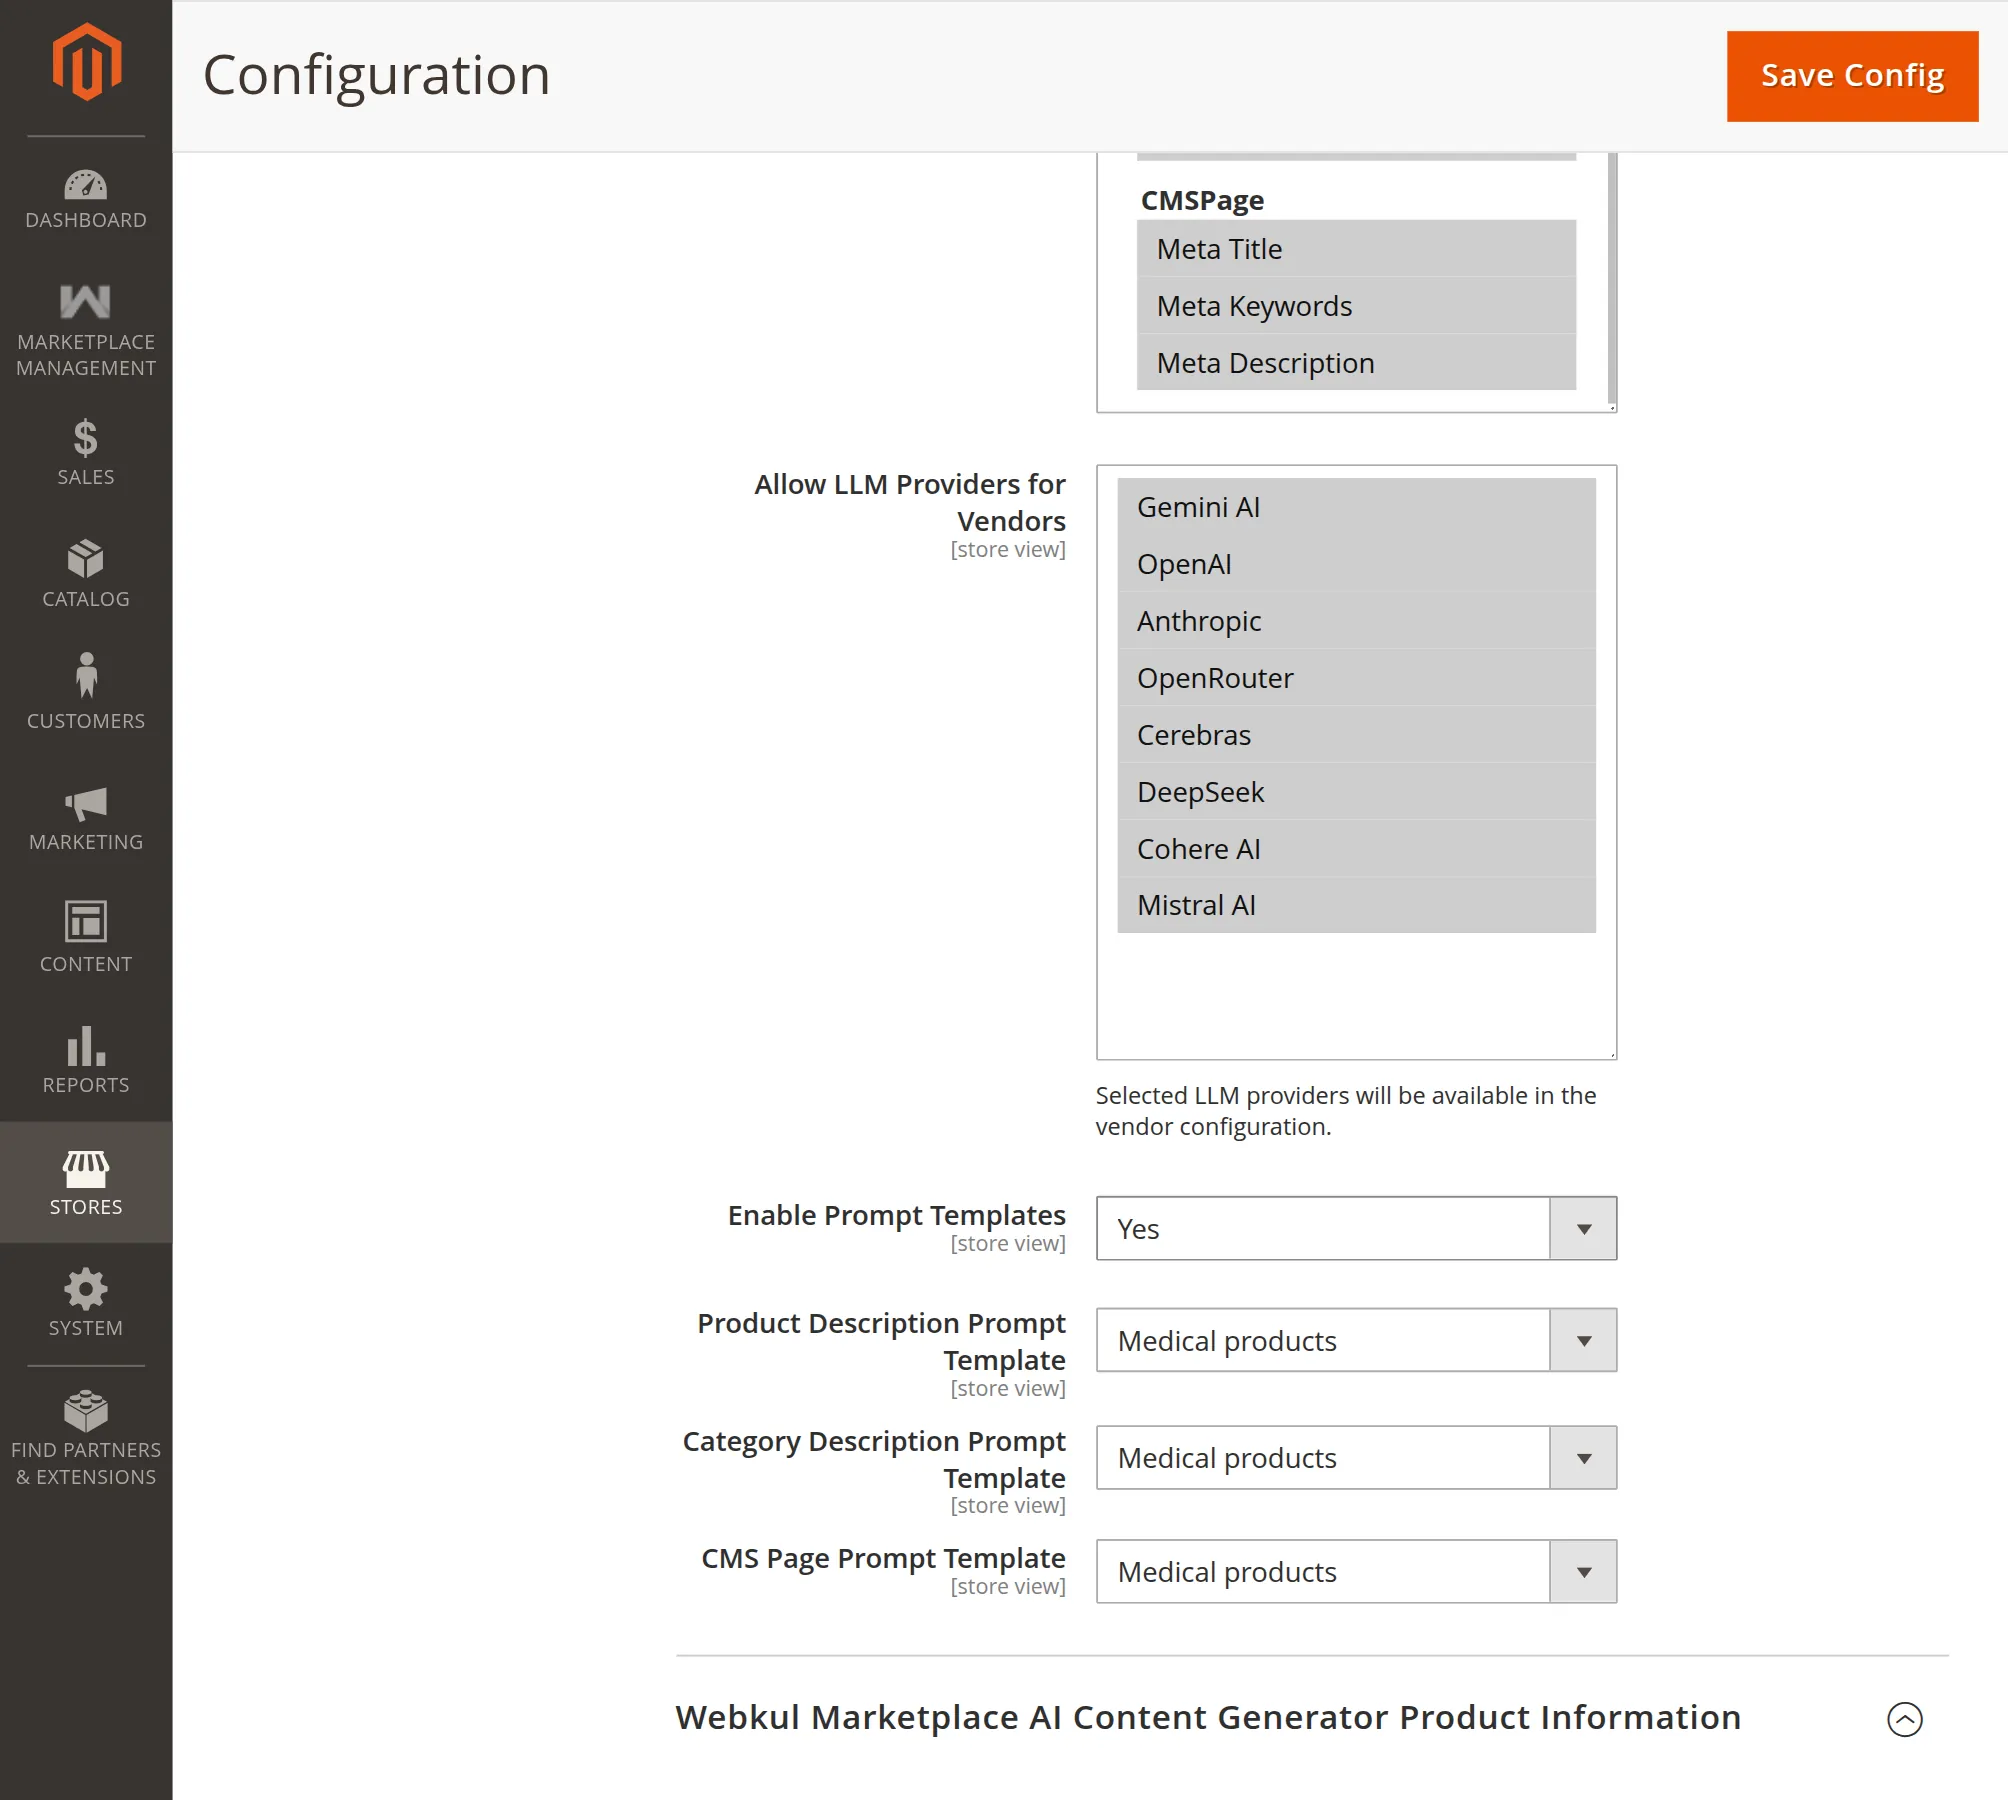 Configuration
Save Config
DASHBOARD
MARKETPLACE
MANAGEMENT
SALES
CATALOG
CUSTOMERS
MARKETING
CONTENT
REPORTS
STORES
SYSTEM
FIND PARTNERS
& EXTENSIONS
CMSPage
Meta Title
Meta Keywords
Meta Description
Allow LLM Providers for
Vendors
[store view]
Gemini AI
OpenAI
Anthropic
OpenRouter
Cerebras
DeepSeek
Cohere AI
Mistral AI
Selected LLM providers will be available in the
vendor configuration.
Enable Prompt Templates
[store view]
Yes
Product Description Prompt
Template
[store view]
Medical products
Category Description Prompt
Template
[store view]
Medical products
CMS Page Prompt Template
[store view]
Medical products
Webkul Marketplace AI Content Generator Product Information